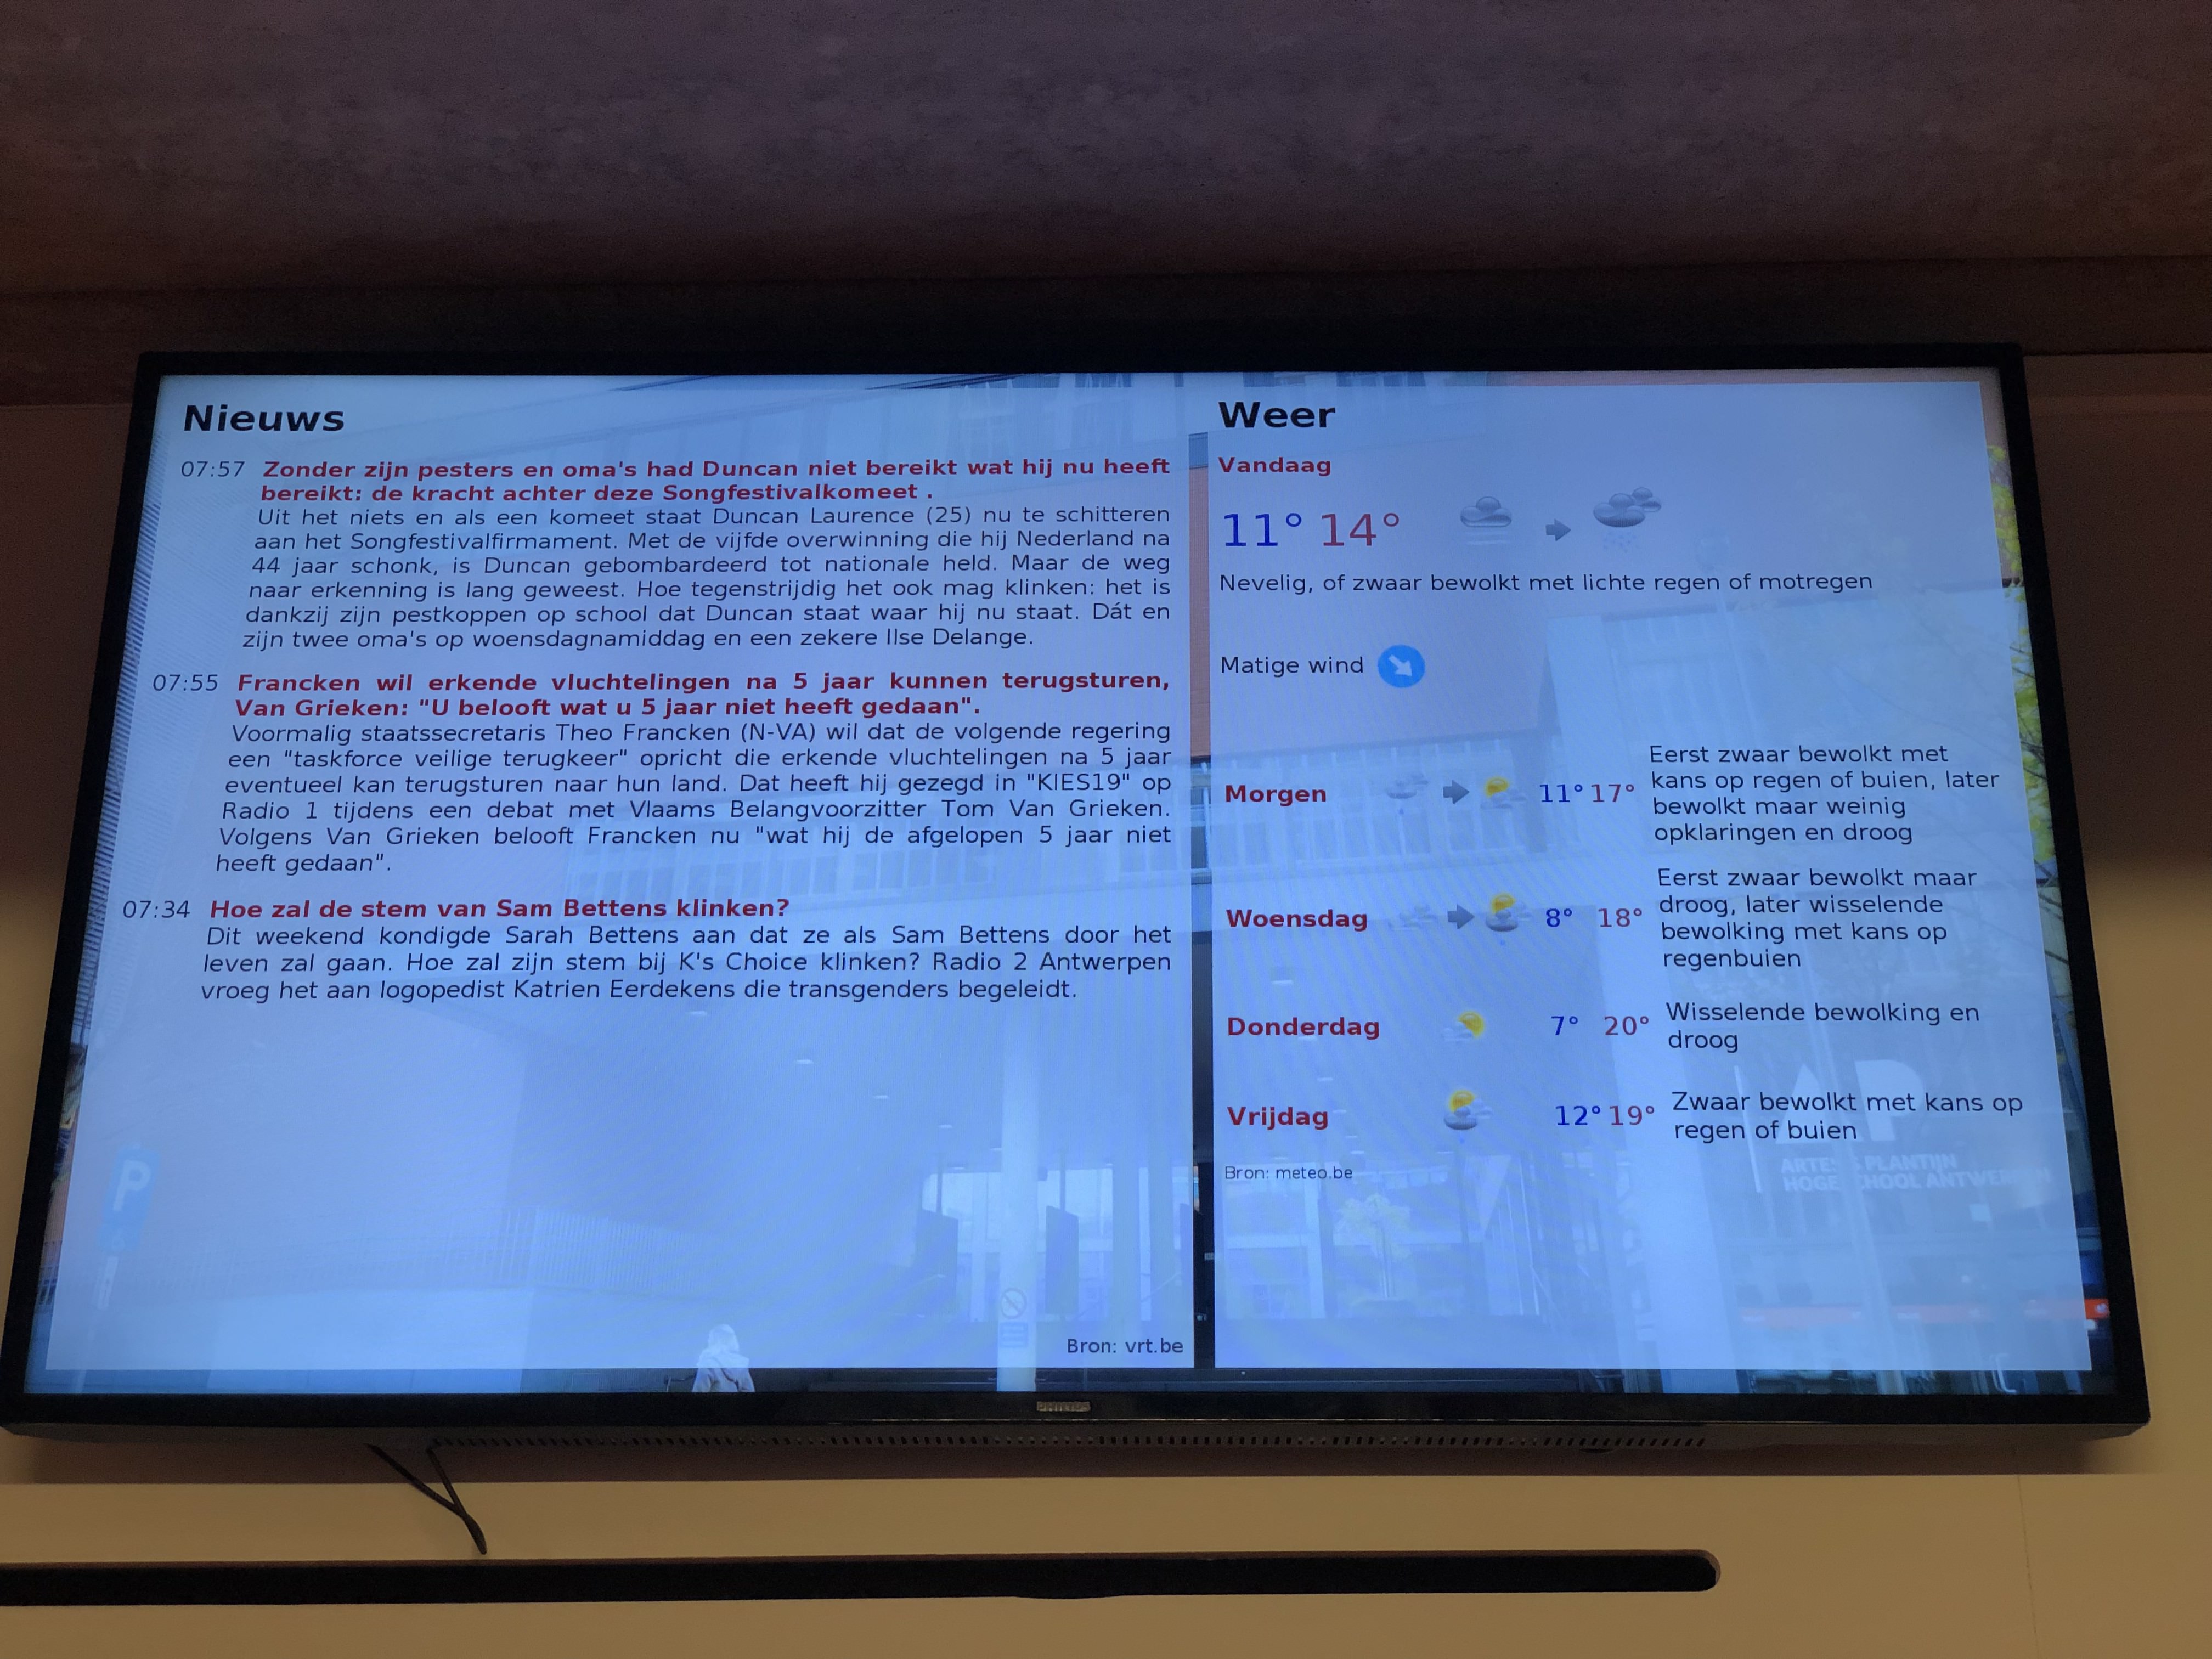 Nieuws
07:57 Zonder zijn pesters en oma's had Duncan niet bereikt wat hij nu heeft
bereikt: de kracht achter deze Songfestivalkomeet .
Uit het niets en als een komeet staat Duncan Laurence (25) nu te schitteren
aan het Songfestivalfirmament. Met de vijfde overwinning die hij Nederland na
44 jaar schonk, is Duncan gebombardeerd tot nationale held. Maar de weg
naar erkenning is lang geweest. Hoe tegenstrijdig het ook mag klinken: het is
dankzij zijn pestkoppen op school dat Duncan staat waar hij nu staat. Dát en
zijn twee oma's op woensdagnamiddag en een zekere Ilse Delange.
07:55 Francken wil erkende vluchtelingen na 5 jaar kunnen terugsturen,
Van Grieken: "U belooft wat u 5 jaar niet heeft gedaan".
Voormalig staatssecretaris Theo Francken (N-VA) wil dat de volgende regering
een "taskforce veilige terugkeer" opricht die erkende vluchtelingen na 5 jaar
eventueel kan terugsturen naar hun land. Dat heeft hij gezegd in "KIES19" op
Radio 1 tijdens een debat met Vlaams Belangvoorzitter Tom Van Grieken.
Volgens Van Grieken belooft Francken nu "wat hij de afgelopen 5 jaar niet
heeft gedaan".
07:34 Hoe zal de stem van Sam Bettens klinken?
Dit weekend kondigde Sarah Bettens aan dat ze als Sam Bettens door het
leven zal gaan. Hoe zal zijn stem bij K's Choice klinken? Radio 2 Antwerpen
vroeg het aan logopedist Katrien Eerdekens die transgenders begeleidt.
P
Bron: vrt.be
Weer
Vandaag
11° 14°
Nevelig, of zwaar bewolkt met lichte regen of motregen
Matige wind
Morgen 11° 17° Eerst zwaar bewolkt met
kans op regen of buien, later
bewolkt maar weinig
opklaringen en droog
Woensdag 8° 18° Eerst zwaar bewolkt maar
droog, later wisselende
bewolking met kans op
regenbuien
Donderdag 7° 20° Wisselende bewolking en
droog
Vrijdag 12° 19° Zwaar bewolkt met kans op
regen of buien
AP
PLANTIJN
Bron: meteo.be
PHILIPS